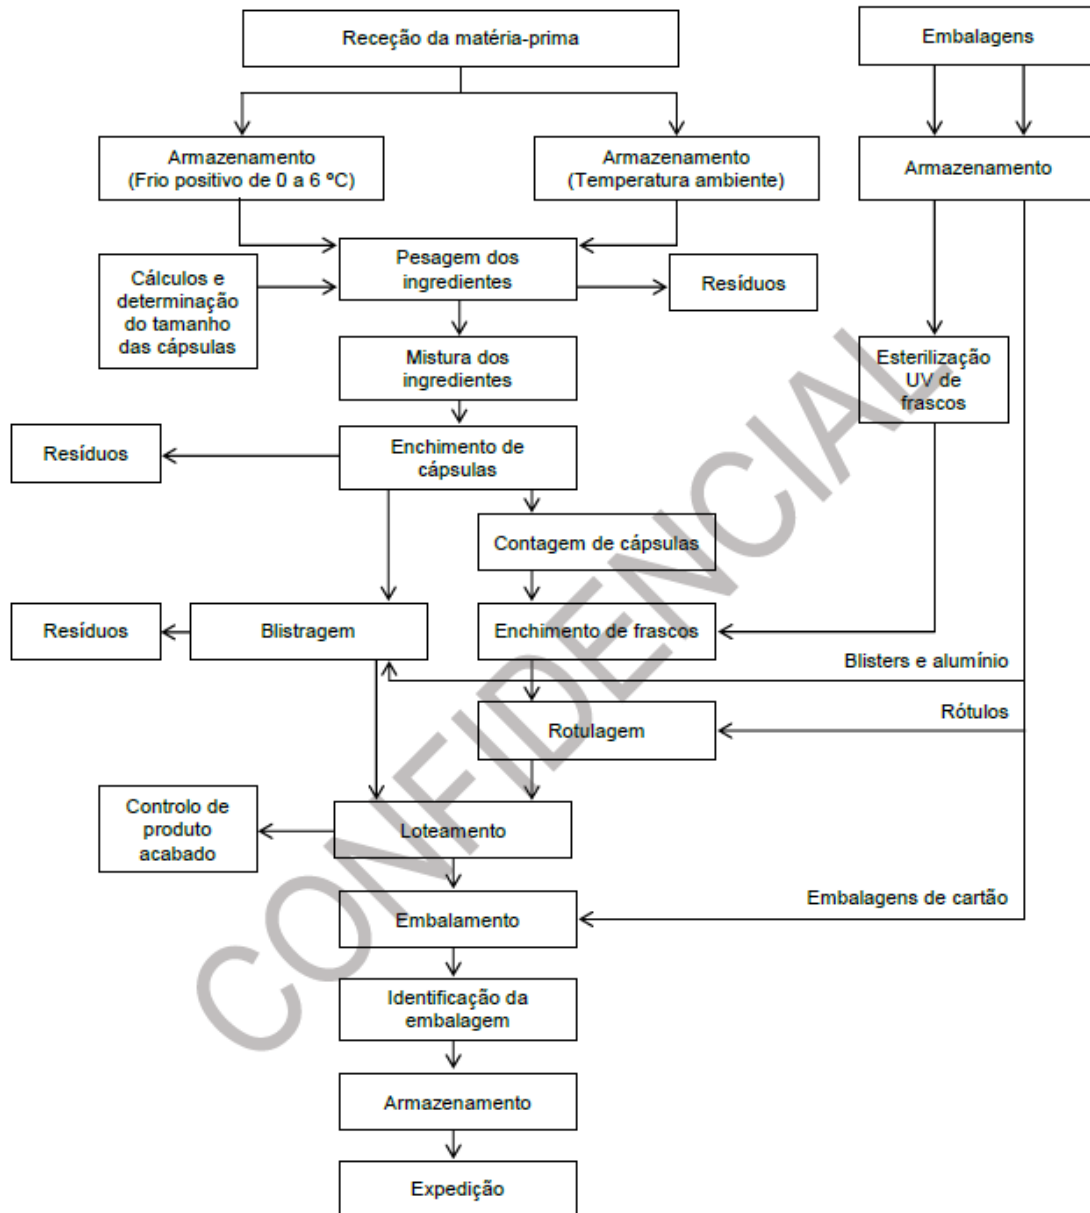 Receção da matéria-prima
Embalagens
Armazenamento
(Frio positivo de 0 a 6 ºC)
Armazenamento
(Temperatura ambiente)
Armazenamento
Pesagem dos
ingredientes
Cálculos e
determinação
do tamanho
das cápsulas
Resíduos
Mistura dos
ingredientes
Esterilização
UV de
frascos
Resíduos
Enchimento de
cápsulas
Contagem de cápsulas
Resíduos
Blistragem
Enchimento de frascos
Blisters e alumínio
Rótulos
Rotulagem
Controlo de
produto
acabado
Loteamento
Embalagens de cartão
Embalamento
Identificação da
embalagem
Armazenamento
Expedição
CONFIDENCIAL